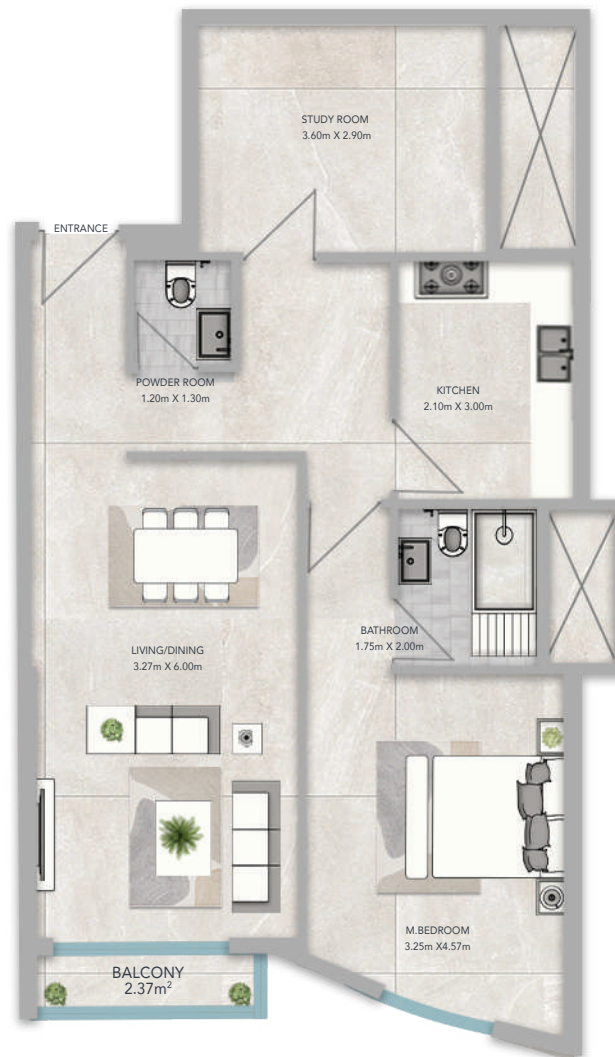 STUDY ROOM
3.60m X 2.90m
ENTRANCE
POWDER ROOM
1.20m X 1.30m
KITCHEN
2.10m X 3.00m
BATHROOM
1.75m X 2.00m
LIVING/DINING
3.27m X 6.00m
M.BEDROOM
3.25m X4.57m
BALCONY
2.37m²